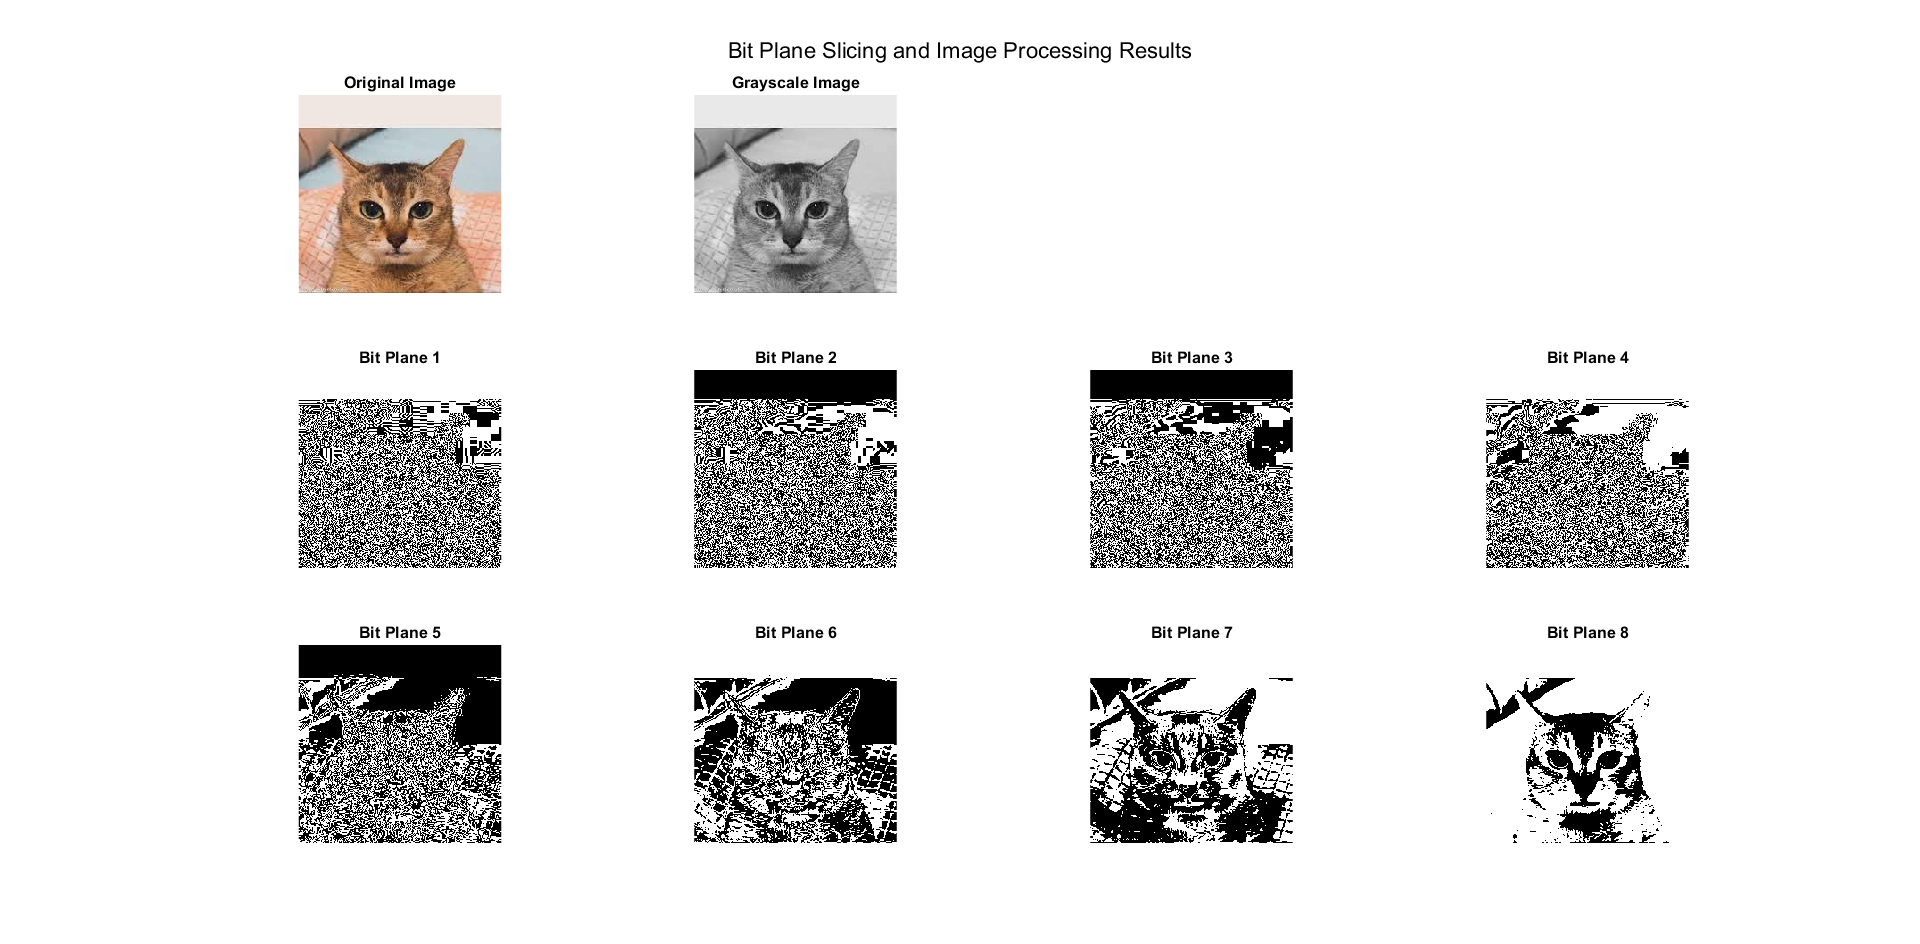 Bit Plane Slicing and Image Processing Results
Original Image
Grayscale Image
Bit Plane 1
Bit Plane 2
Bit Plane 3
Bit Plane 4
Bit Plane 5
Bit Plane 6
Bit Plane 7
Bit Plane 8